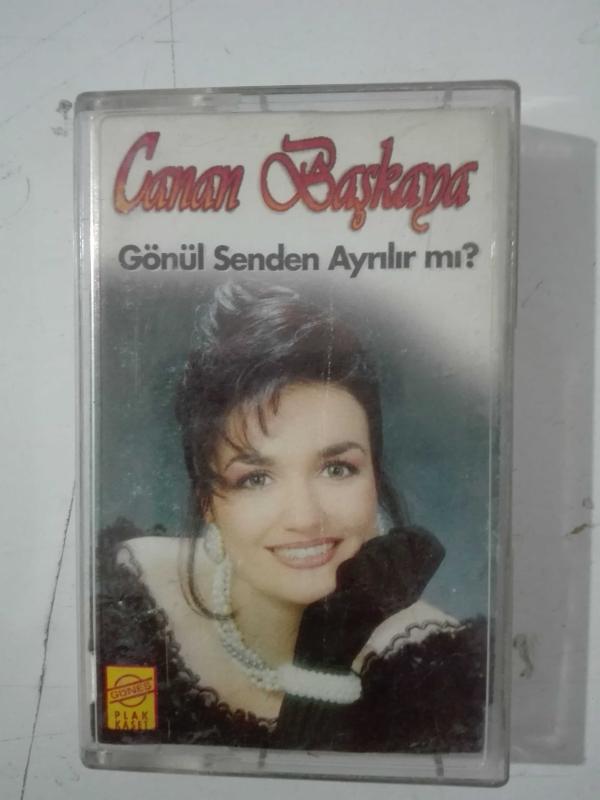 Canan Başkaya
Gönül Senden Ayrılır mı?
GÜNEŞ
PLAK
KASET